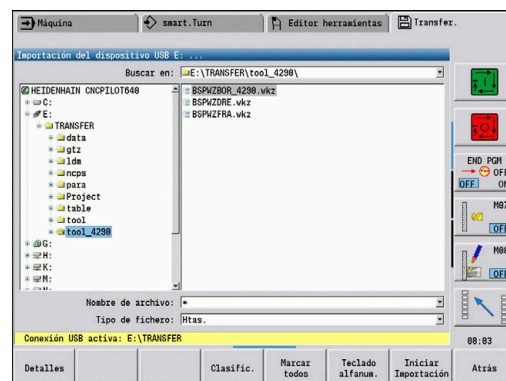 Máquina
smart.Turn
Editor herramientas
Transfer.
Importación del dispositivo USB E: ...
Buscar en: E:\TRANSFER\tool_4290\
HEIDENHAIN CNCPILOT640
C:
E:
TRANSFER
data
gtz
ldm
ncps
para
Project
table
tool
tool_4290
G:
H:
K:
M:
BSPWZBOR_4290.wkz
BSPWZDRE.wkz
BSPWZFRA.wkz
END PGM
OFF
OFF ON
M07
OFF
OFF
Nombre de archivo: *
Tipo de fichero: Htas.
Conexión USB activa: E:\TRANSFER
08:03
Detalles
Clasific.
Marcar todos
Teclado alfanum.
Iniciar Importación
Atrás